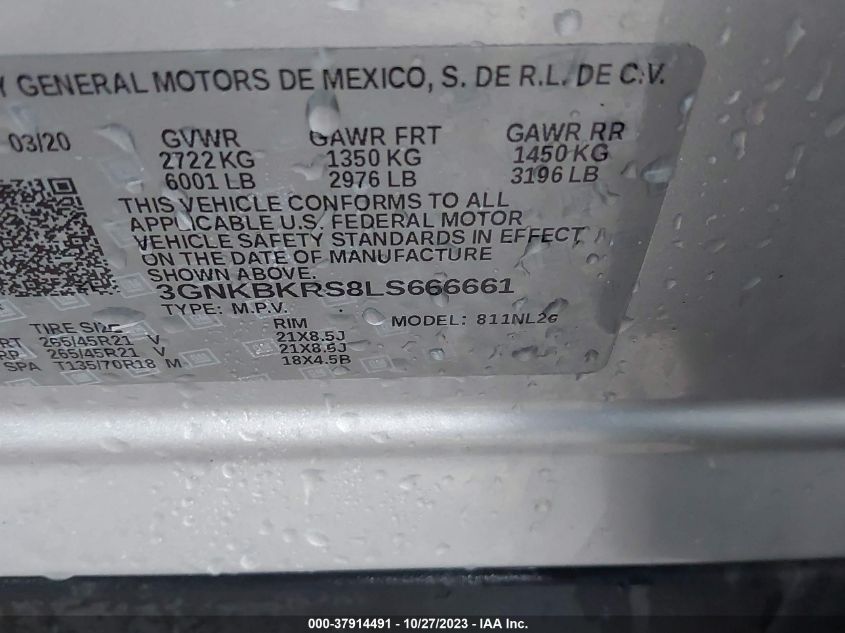 GENERAL MOTORS DE MEXICO, S. DE R.L. DE C.V.
03/20 GVWR GAWR FRT GAWR RR
2722 KG 1350 KG 1450 KG
6001 LB 2976 LB 3196 LB
THIS VEHICLE CONFORMS TO ALL
APPLICABLE U.S. FEDERAL MOTOR
VEHICLE SAFETY STANDARDS IN EFFECT
ON THE DATE OF MANUFACTURE
SHOWN ABOVE.
3GNKBKRS8LS666661
TYPE: M.P.V. MODEL: 811NL26
TIRE SIZE RIM
265/45R21 V 21X8.5J
265/45R21 V 21X8.5J
SPA T135/70R18 M 18X4.5B
000-37914491 - 10/27/2023 - IAA Inc.